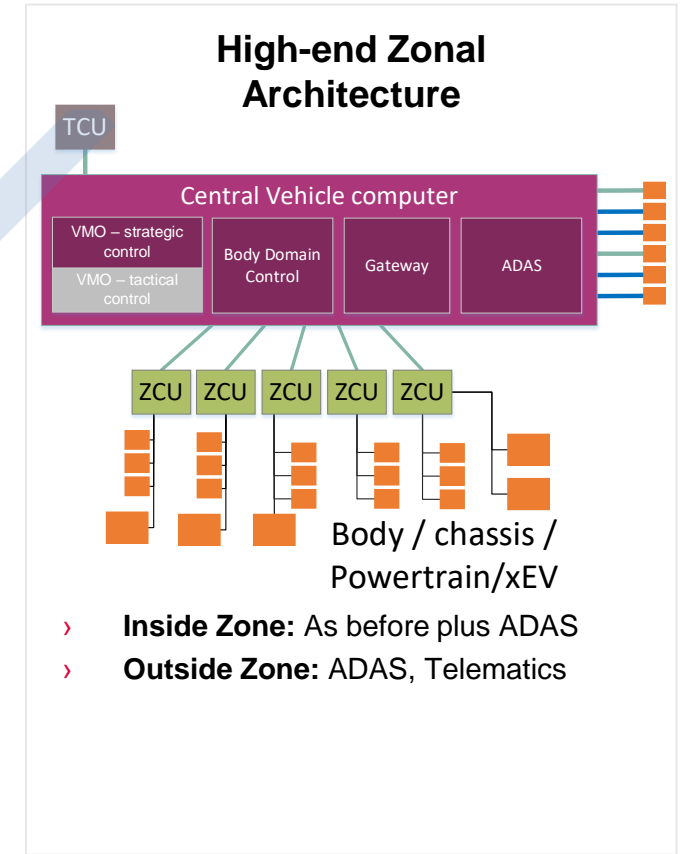 High-end Zonal
Architecture
TCU
Central Vehicle computer
VMO – strategic
control
VMO – tactical
control
Body Domain
Control
Gateway
ADAS
ZCU ZCU ZCU ZCU ZCU
Body / chassis /
Powertrain/xEV
› Inside Zone: As before plus ADAS
› Outside Zone: ADAS, Telematics